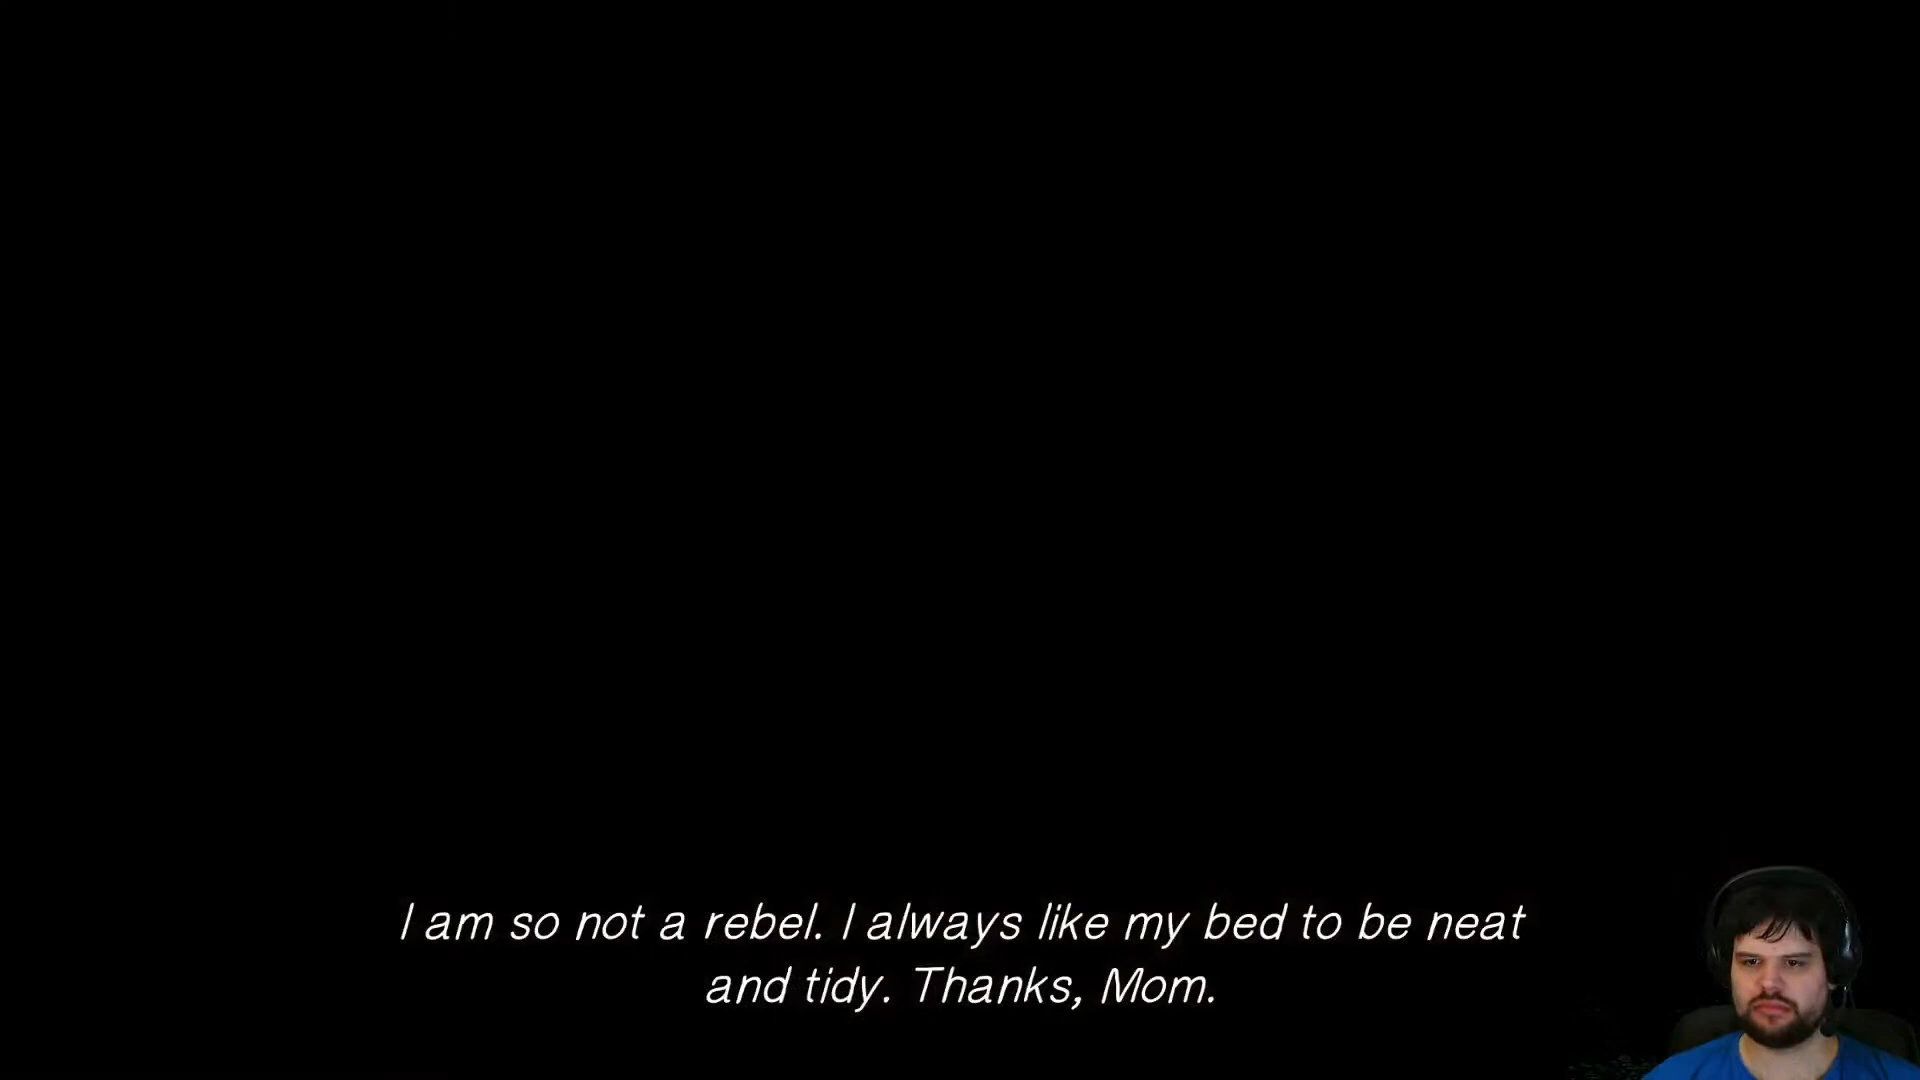 I am so not a rebel. I always like my bed to be neat
and tidy. Thanks, Mom.